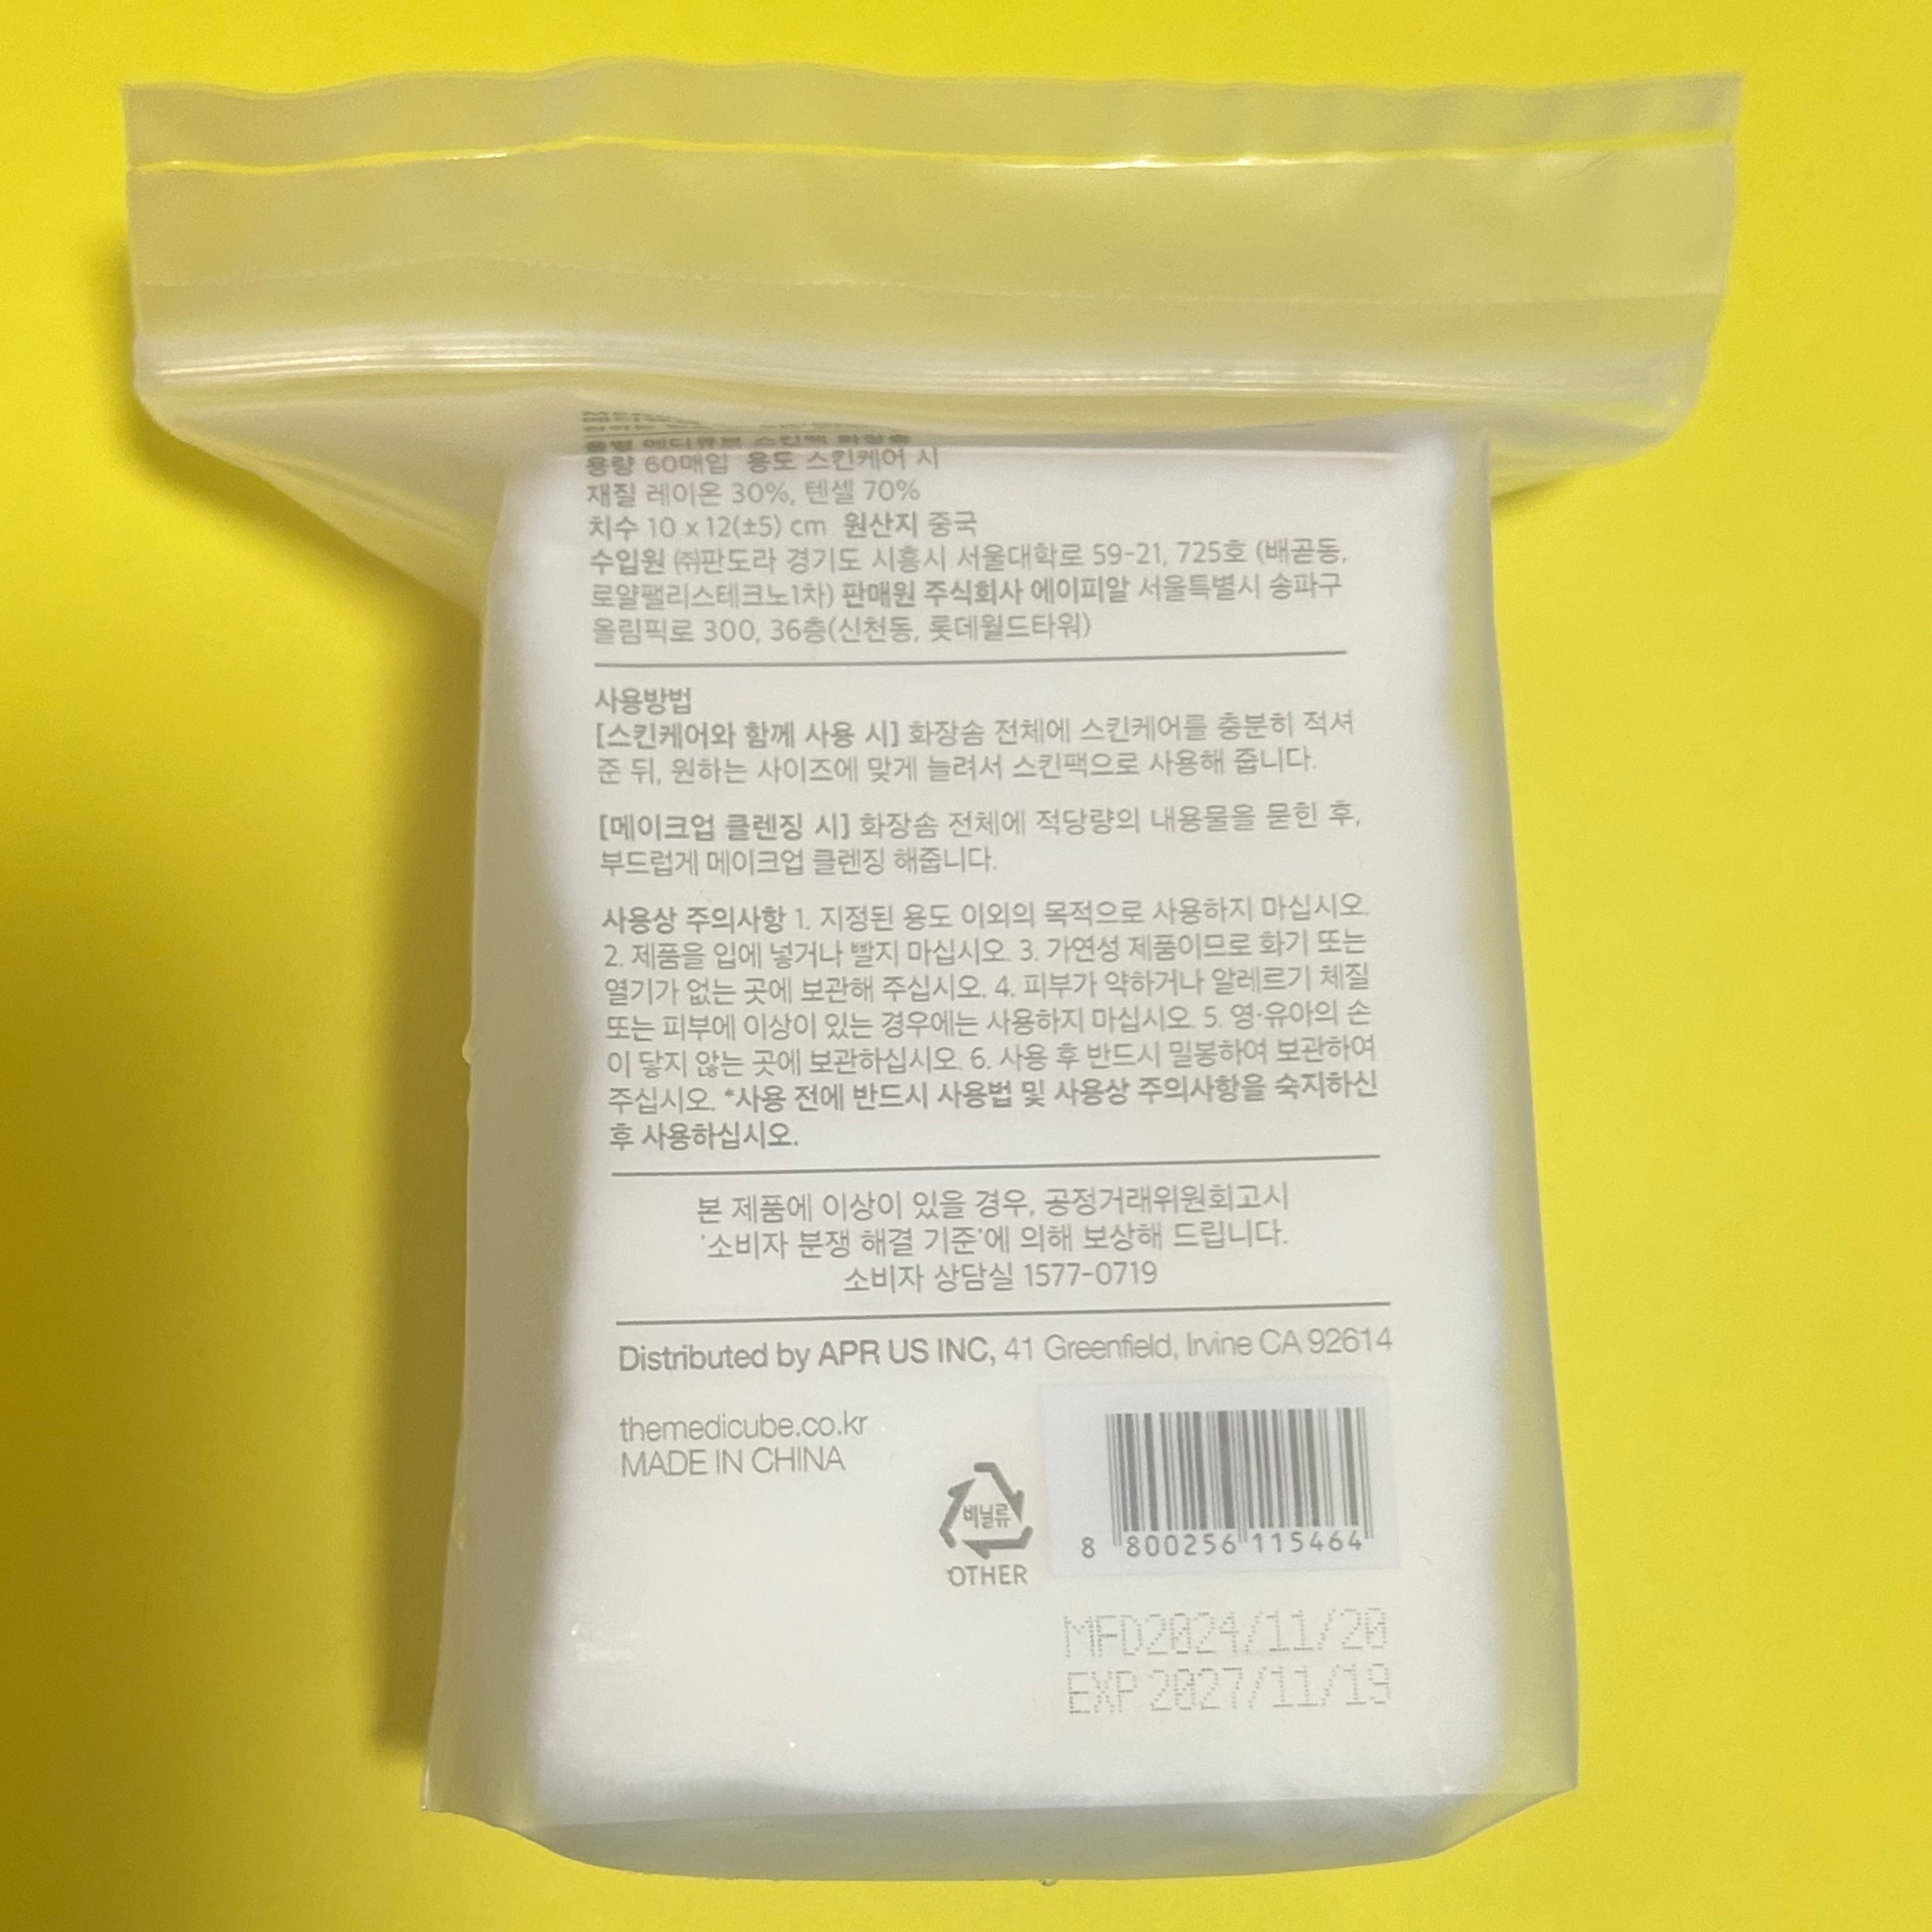 품명 메디큐브 스킨팩 화장솜
용량 60매입 용도 스킨케어 시
재질 레이온 30%, 텐셀 70%
치수 10 x 12(±5) cm 원산지 중국
수입원 ㈜판도라 경기도 시흥시 서울대학로 59-21, 725호 (배곧동,
로얄팰리스테크노1차) 판매원 주식회사 에이피알 서울특별시 송파구
올림픽로 300, 36층(신천동, 롯데월드타워)
사용방법
[스킨케어와 함께 사용 시] 화장솜 전체에 스킨케어를 충분히 적셔
준 뒤, 원하는 사이즈에 맞게 늘려서 스킨팩으로 사용해 줍니다.
[메이크업 클렌징 시] 화장솜 전체에 적당량의 내용물을 묻힌 후,
부드럽게 메이크업 클렌징 해줍니다.
사용상 주의사항 1. 지정된 용도 이외의 목적으로 사용하지 마십시오.
2. 제품을 입에 넣거나 빨지 마십시오. 3. 가연성 제품이므로 화기 또는
열기가 없는 곳에 보관해 주십시오. 4. 피부가 약하거나 알레르기 체질
또는 피부에 이상이 있는 경우에는 사용하지 마십시오. 5. 영·유아의 손
이 닿지 않는 곳에 보관하십시오. 6. 사용 후 반드시 밀봉하여 보관하여
주십시오. *사용 전에 반드시 사용법 및 사용상 주의사항을 숙지하신
후 사용하십시오.
본 제품에 이상이 있을 경우, 공정거래위원회고시
'소비자 분쟁 해결 기준'에 의해 보상해 드립니다.
소비자 상담실 1577-0719
Distributed by APR US INC, 41 Greenfield, Irvine CA 92614
themedicube.co.kr
MADE IN CHINA
비닐류
OTHER
8 800256 115464
MFD2024/11/20
EXP 2027/11/19